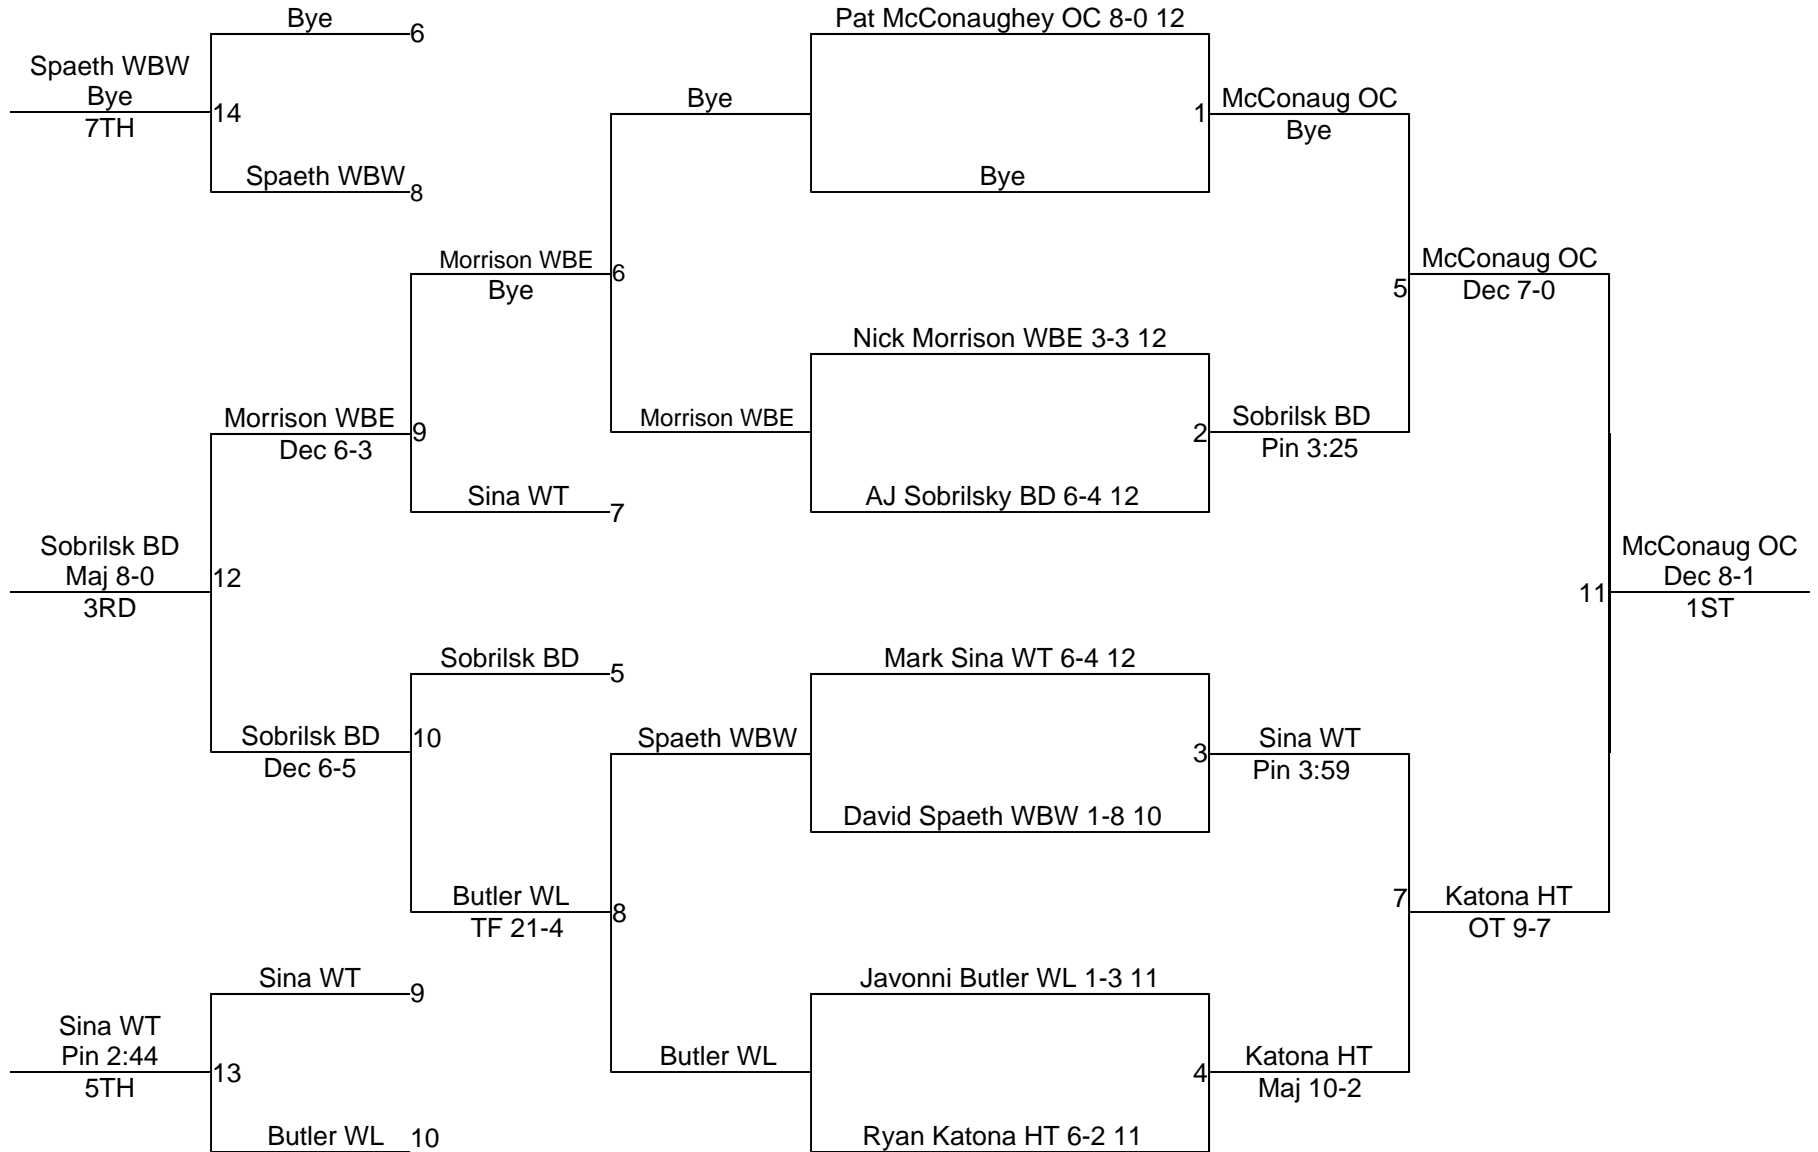 Bye
6
Spaeth WBW
Bye
7TH
14
Spaeth WBW
8
Pat McConaughey OC 8-0 12
Bye
1
McConaug OC
Bye
Bye
Morrison WBE
Bye
6
McConaug OC
Dec 7-0
5
Nick Morrison WBE 3-3 12
Morrison WBE
Dec 6-3
9
Morrison WBE
2
Sobrilsk BD
Pin 3:25
Sina WT
7
AJ Sobrilsky BD 6-4 12
Sobrilsk BD
Maj 8-0
3RD
12
McConaug OC
Dec 8-1
1ST
11
Sobrilsk BD
5
Mark Sina WT 6-4 12
Sobrilsk BD
Dec 6-5
10
Spaeth WBW
3
Sina WT
Pin 3:59
David Spaeth WBW 1-8 10
Butler WL
TF 21-4
8
7
Katona HT
OT 9-7
Sina WT
9
Javonni Butler WL 1-3 11
Sina WT
Pin 2:44
5TH
13
Butler WL
4
Katona HT
Maj 10-2
Butler WL
10
Ryan Katona HT 6-2 11